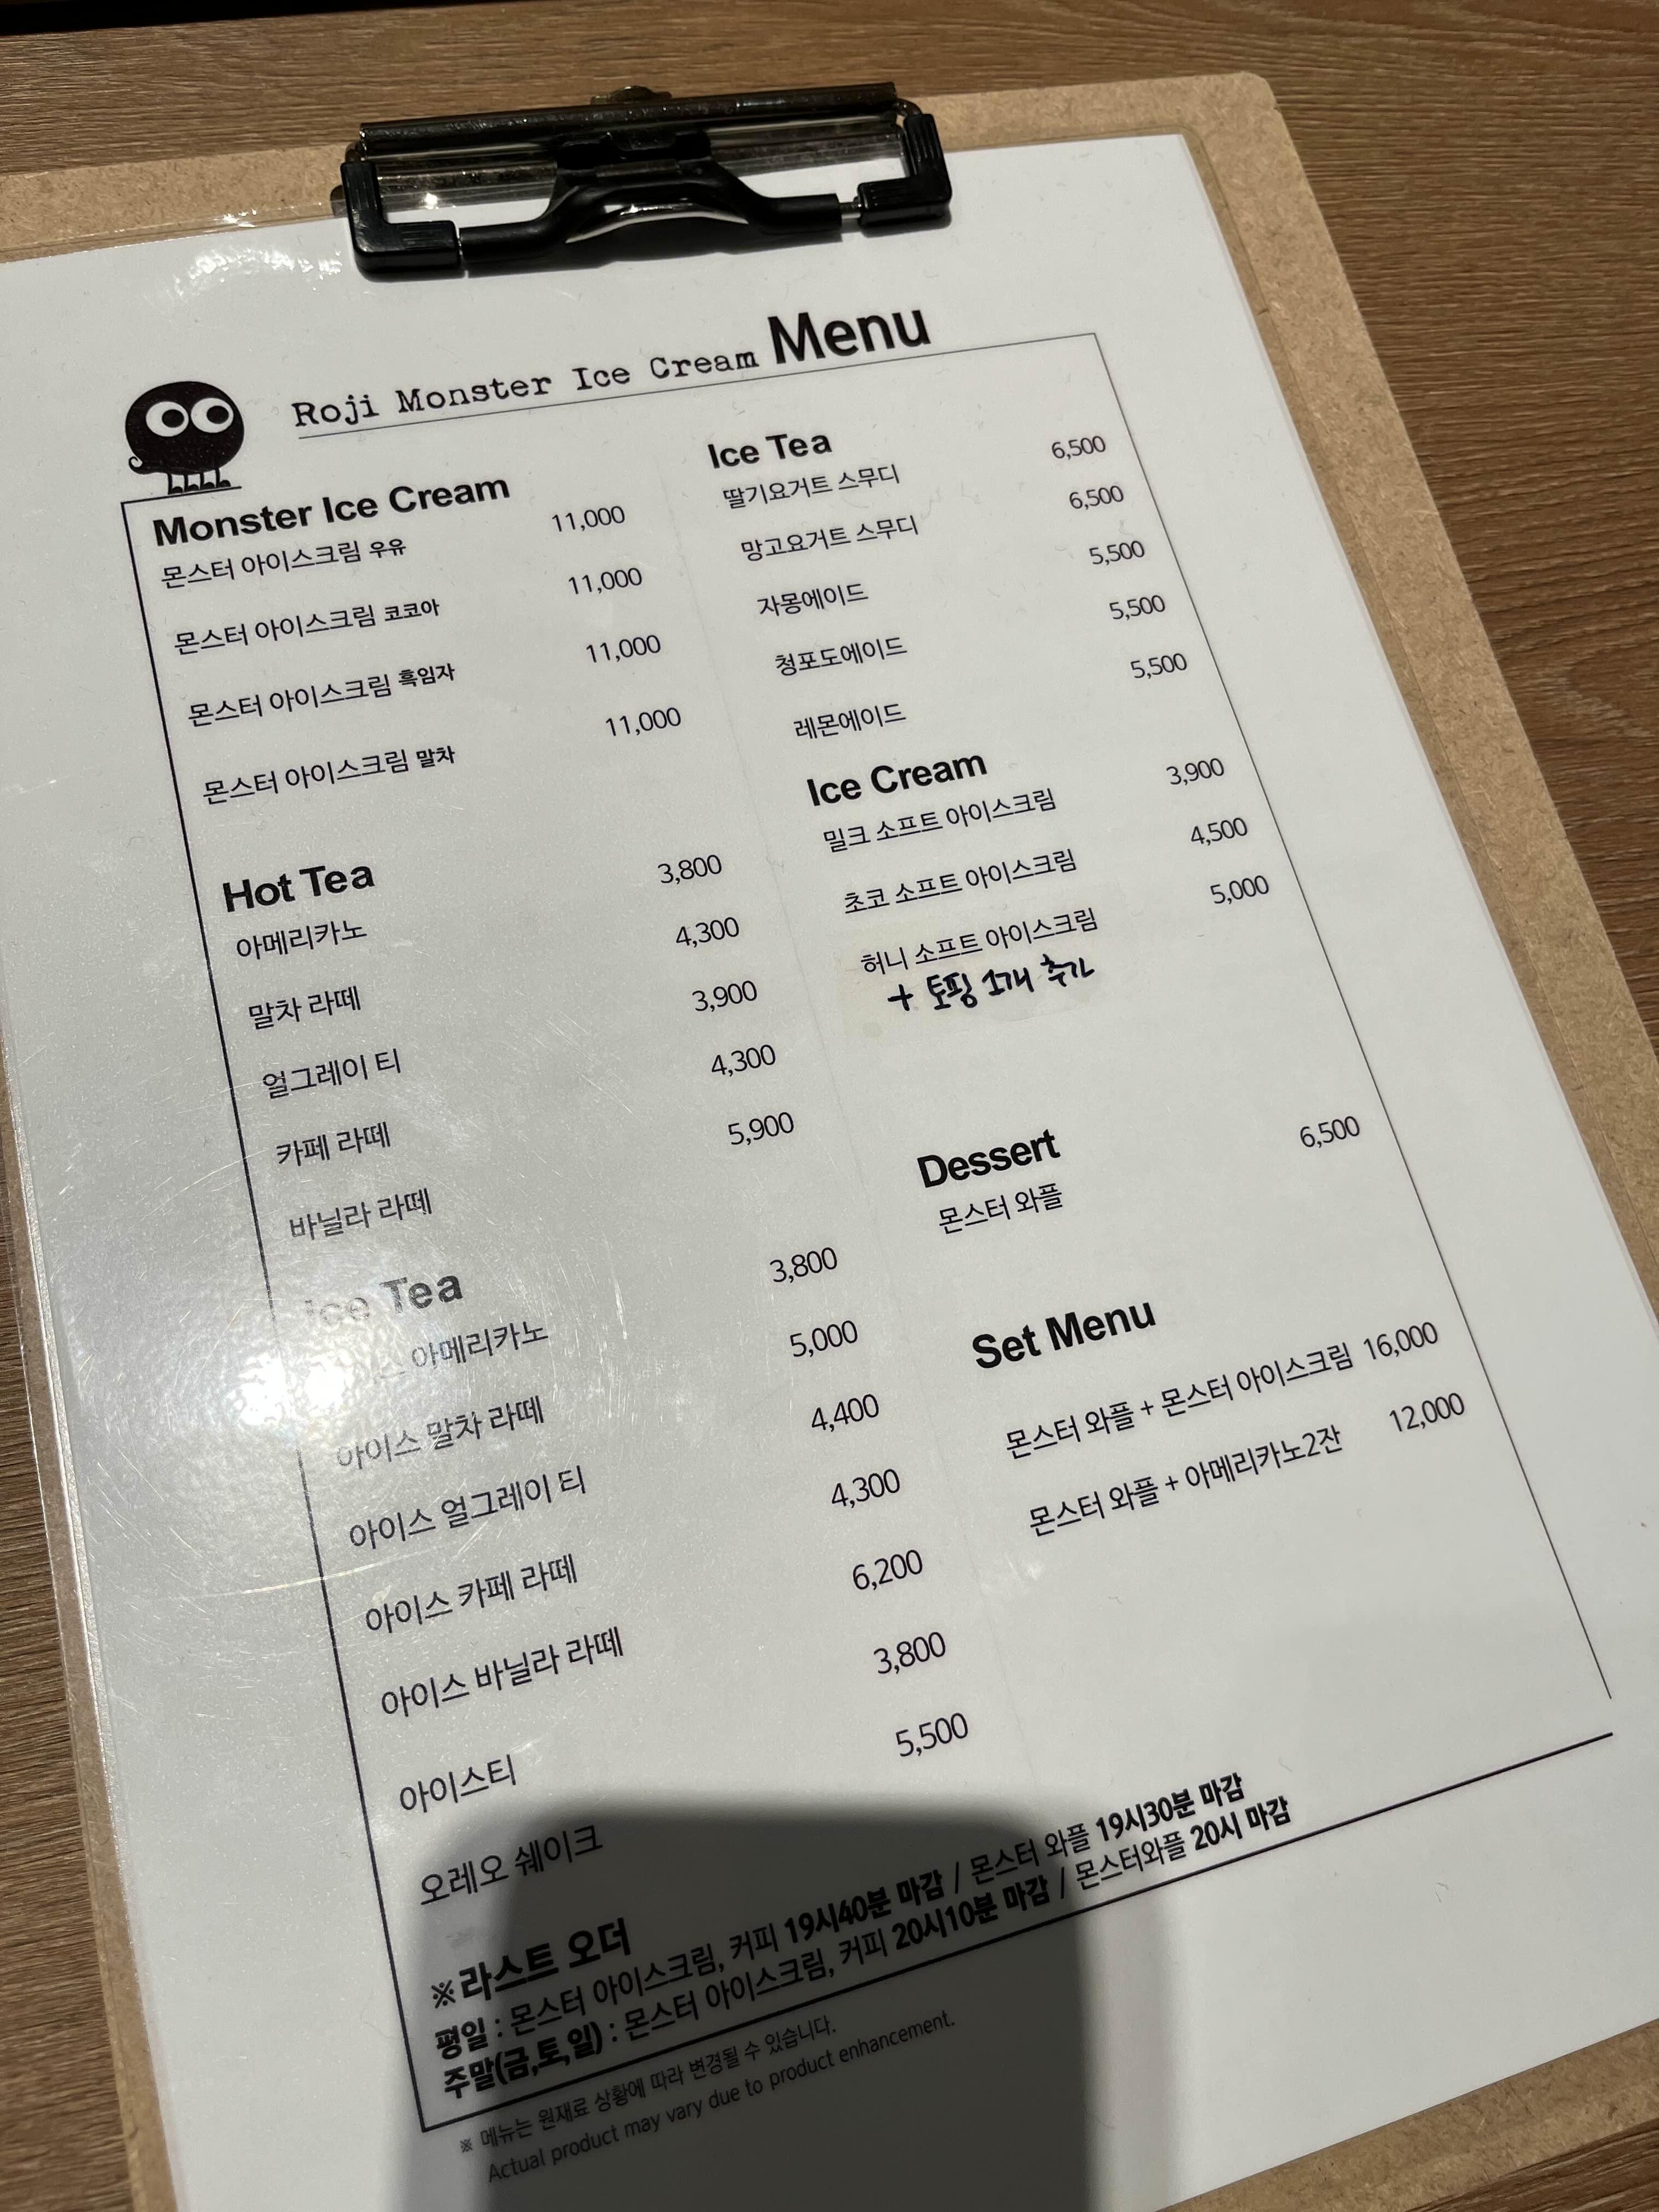 Roji Monster Ice Cream Menu
Monster Ice Cream
몬스터 아이스크림 우유 11,000
몬스터 아이스크림 코코아 11,000
몬스터 아이스크림 흑임자 11,000
몬스터 아이스크림 말차 11,000
Hot Tea
아메리카노 3,800
말차 라떼 4,300
얼그레이 티 3,900
카페 라떼 4,300
바닐라 라떼 5,900
Ice Tea
아메리카노 3,800
아이스 말차 라떼 5,000
아이스 얼그레이 티 4,400
아이스 카페 라떼 4,300
아이스 바닐라 라떼 6,200
아이스티 3,800
오레오 쉐이크 5,500
Ice Tea
딸기요거트 스무디 6,500
망고요거트 스무디 6,500
자몽에이드 5,500
청포도에이드 5,500
레몬에이드 5,500
Ice Cream
밀크 소프트 아이스크림 3,900
초코 소프트 아이스크림 4,500
허니 소프트 아이스크림 5,000
+ 토핑 1개 추가
Dessert
몬스터 와플 6,500
Set Menu
몬스터 와플 + 몬스터 아이스크림 16,000
몬스터 와플 + 아메리카노2잔 12,000
※라스트 오더
평일 : 몬스터 아이스크림, 커피 19시40분 마감 / 몬스터 와플 19시30분 마감
주말(금,토,일) : 몬스터 아이스크림, 커피 20시10분 마감 / 몬스터와플 20시 마감
※ 메뉴는 원재료 상황에 따라 변경될 수 있습니다.
Actual product may vary due to product enhancement.